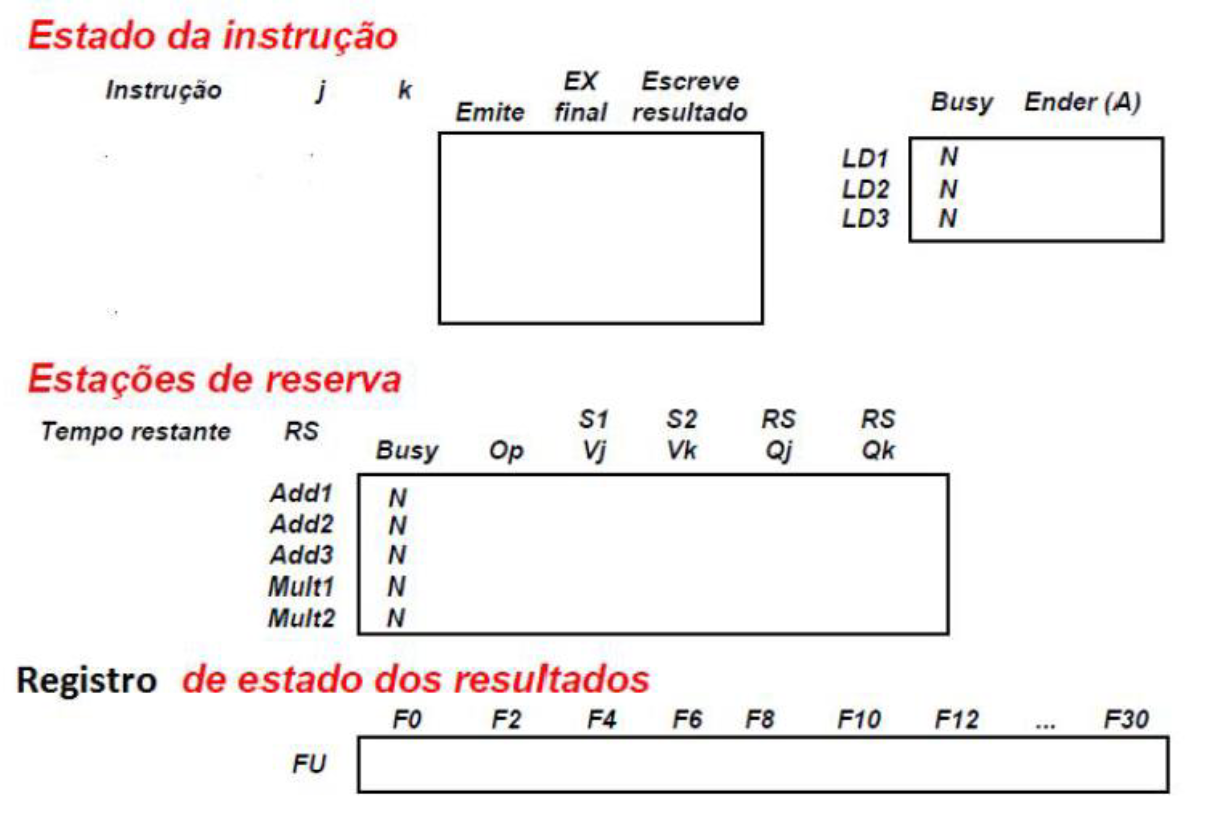 Estado da instrução
Instrução j k Emite EX final Escreve resultado
Busy Ender (A)
LD1 N
LD2 N
LD3 N
Estações de reserva
Tempo restante RS Busy Op S1 Vj S2 Vk RS Qj RS Qk
Add1 N
Add2 N
Add3 N
Mult1 N
Mult2 N
Registro de estado dos resultados
F0 F2 F4 F6 F8 F10 F12 ... F30
FU